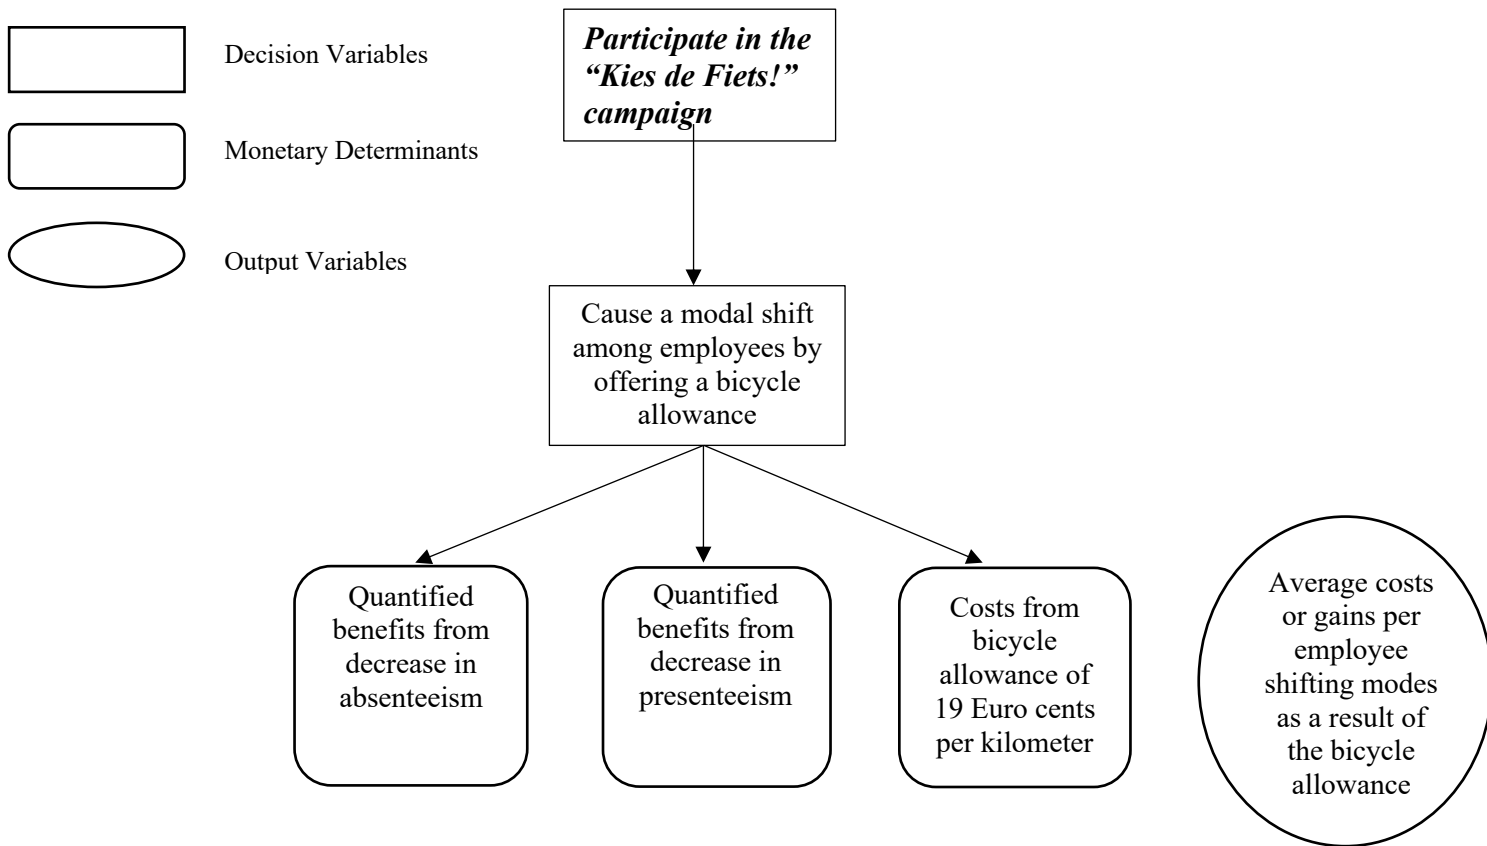 Decision Variables
Monetary Determinants
Output Variables
Participate in the
“Kies de Fiets!”
campaign
Cause a modal shift
among employees by
offering a bicycle
allowance
Quantified
benefits from
decrease in
absenteeism
Quantified
benefits from
decrease in
presenteeism
Costs from
bicycle
allowance of
19 Euro cents
per kilometer
Average costs
or gains per
employee
shifting modes
as a result of
the bicycle
allowance